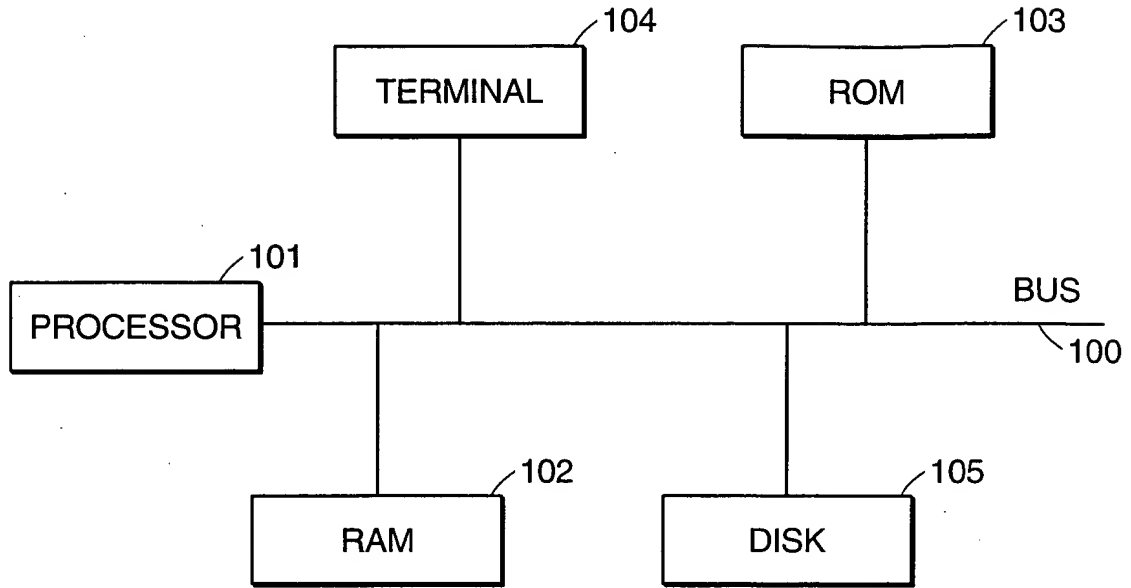 104
103
TERMINAL
ROM
101
BUS
PROCESSOR
100
102
105
RAM
DISK